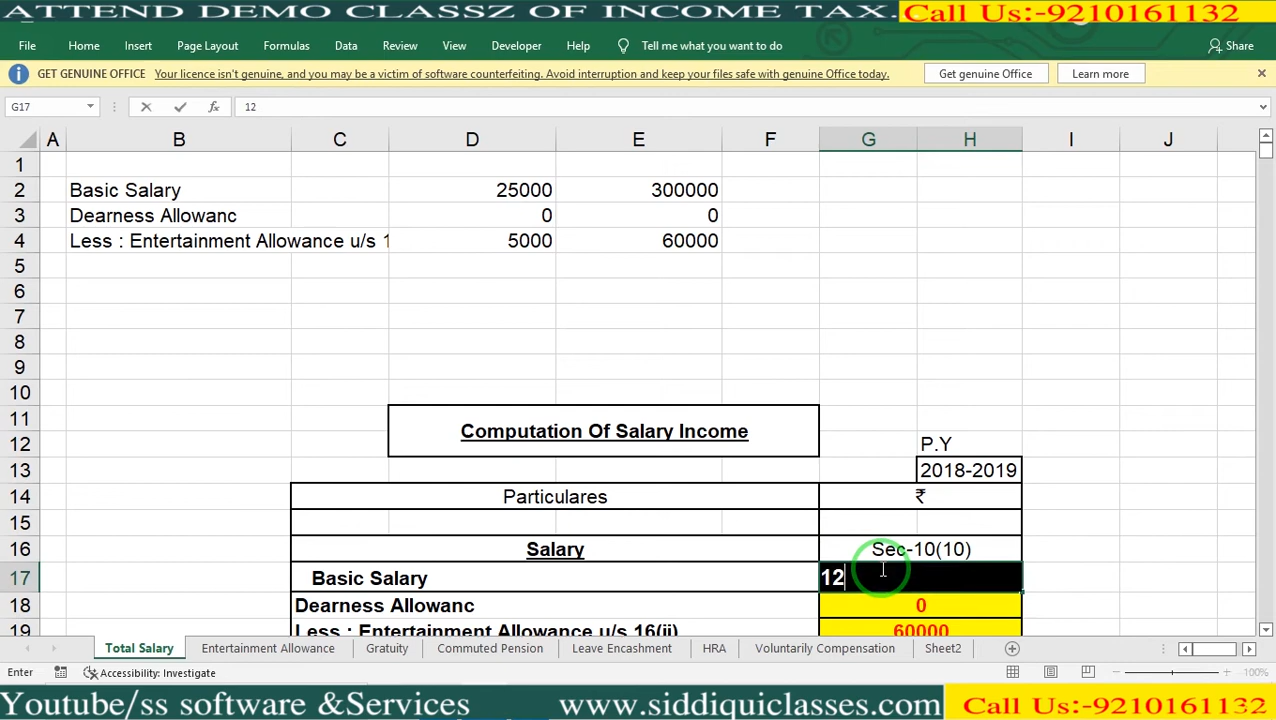 ATTEND DEMO CLASSZ OF INCOME TAX. Call Us:-9210161132
File Home Insert Page Layout Formulas Data Review View Developer Help Tell me what you want to do Share
GET GENUINE OFFICE Your licence isn't genuine, and you may be a victim of software counterfeiting. Avoid interruption and keep your files safe with genuine Office today. Get genuine Office Learn more
G17 fx 12
A B C D E F G H I J
1
2 Basic Salary 25000 300000
3 Dearness Allowanc 0 0
4 Less : Entertainment Allowance u/s 1 5000 60000
5
6
7
8
9
10
11
Computation Of Salary Income
12 P.Y
13 2018-2019
14 Particulares ₹
15
16 Salary Sec-10(10)
17 Basic Salary 12
18 Dearness Allowanc 0
19 Less : Entertainment Allowance u/s 16(ii) 60000
Total Salary Entertainment Allowance Gratuity Commuted Pension Leave Encashment HRA Voluntarily Compensation Sheet2
Enter Accessibility: Investigate 100%
Youtube/ss software &Services www.siddiquiclasses.com Call Us:-9210161132